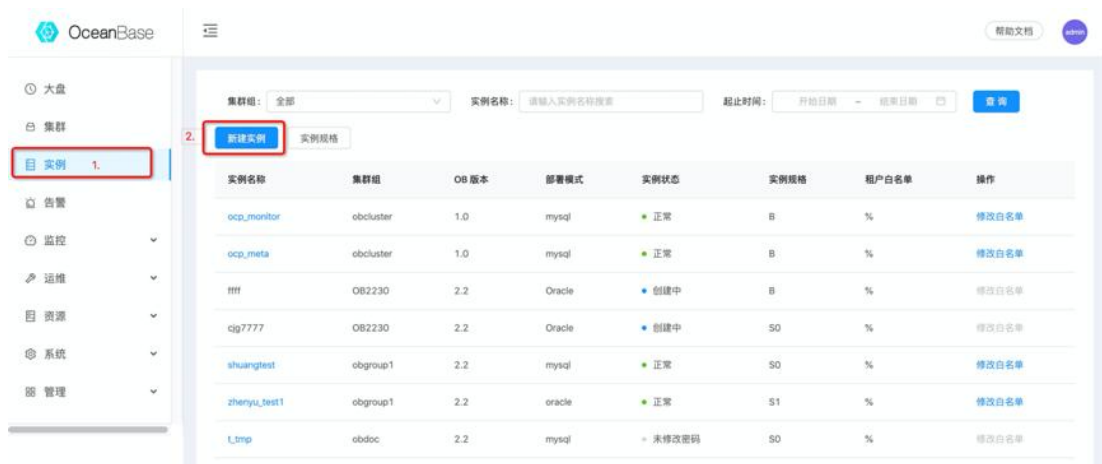 OceanBase
帮助文档
admin
大盘
集群
实例 1.
告警
监控
运维
资源
系统
管理
集群组: 全部 实例名称: 请输入实例名称搜索 起止时间: 开始日期 ~ 结束日期 查询
2. 新建实例 实例规格
实例名称 集群组 OB 版本 部署模式 实例状态 实例规格 租户白名单 操作
ocp_monitor obcluster 1.0 mysql 正常 B % 修改白名单
ocp_meta obcluster 1.0 mysql 正常 B % 修改白名单
ffff OB2230 2.2 Oracle 创建中 B % 修改白名单
cjg7777 OB2230 2.2 Oracle 创建中 S0 % 修改白名单
shuangtest obgroup1 2.2 mysql 正常 S0 % 修改白名单
zhenyu_test1 obgroup1 2.2 oracle 正常 S1 % 修改白名单
t_tmp obdoc 2.2 mysql 未修改密码 S0 % 修改白名单